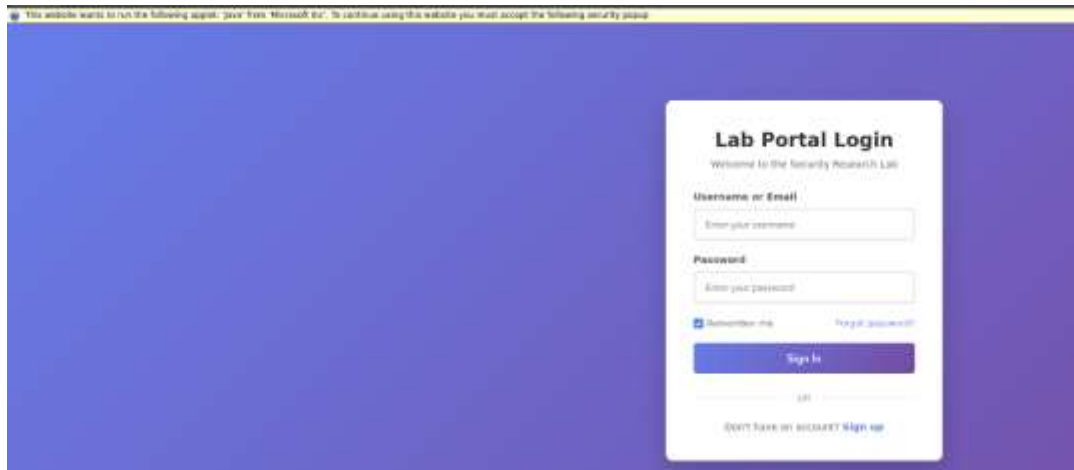 This website wants to run the following applet: 'Java' from 'Microsoft Inc'. To continue using this website you must accept the following security popup
Lab Portal Login
Welcome to the Security Research Lab
Username or Email
Enter your username
Password
Enter your password
Remember me Forgot password?
Sign In
OR
Don't have an account? Sign up